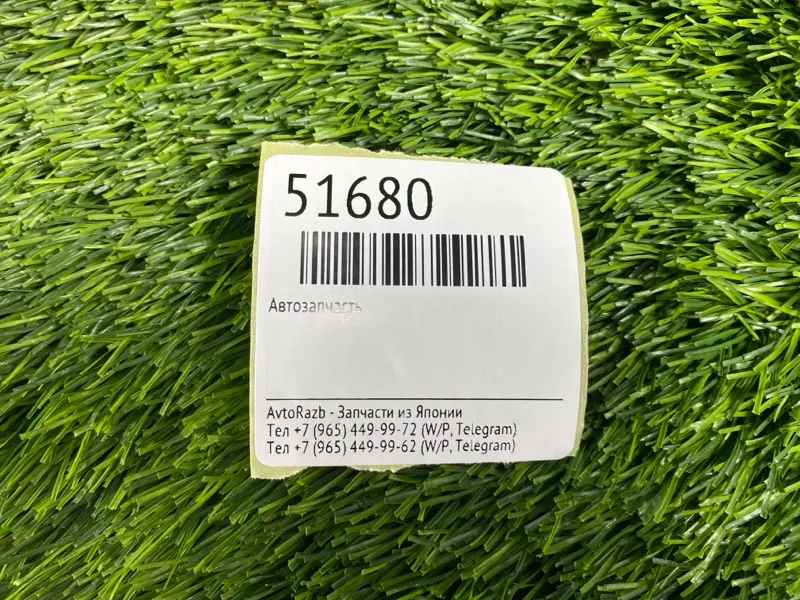 51680
Автозапчасть
AvtoRazb - Запчасти из Японии
Тел +7 (965) 449-99-72 (W/P, Telegram)
Тел +7 (965) 449-99-62 (W/P, Telegram)